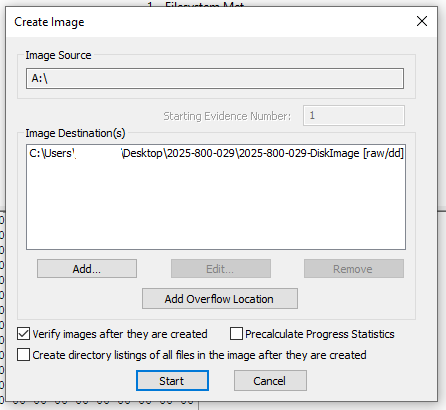 1 Filesystem Met
Create Image
Image Source
A:\
Starting Evidence Number: 1
Image Destination(s)
C:\Users\ \Desktop\2025-800-029\2025-800-029-DiskImage [raw/dd]
Add...
Edit...
Remove
Add Overflow Location
Verify images after they are created
Precalculate Progress Statistics
Create directory listings of all files in the image after they are created
Start
Cancel